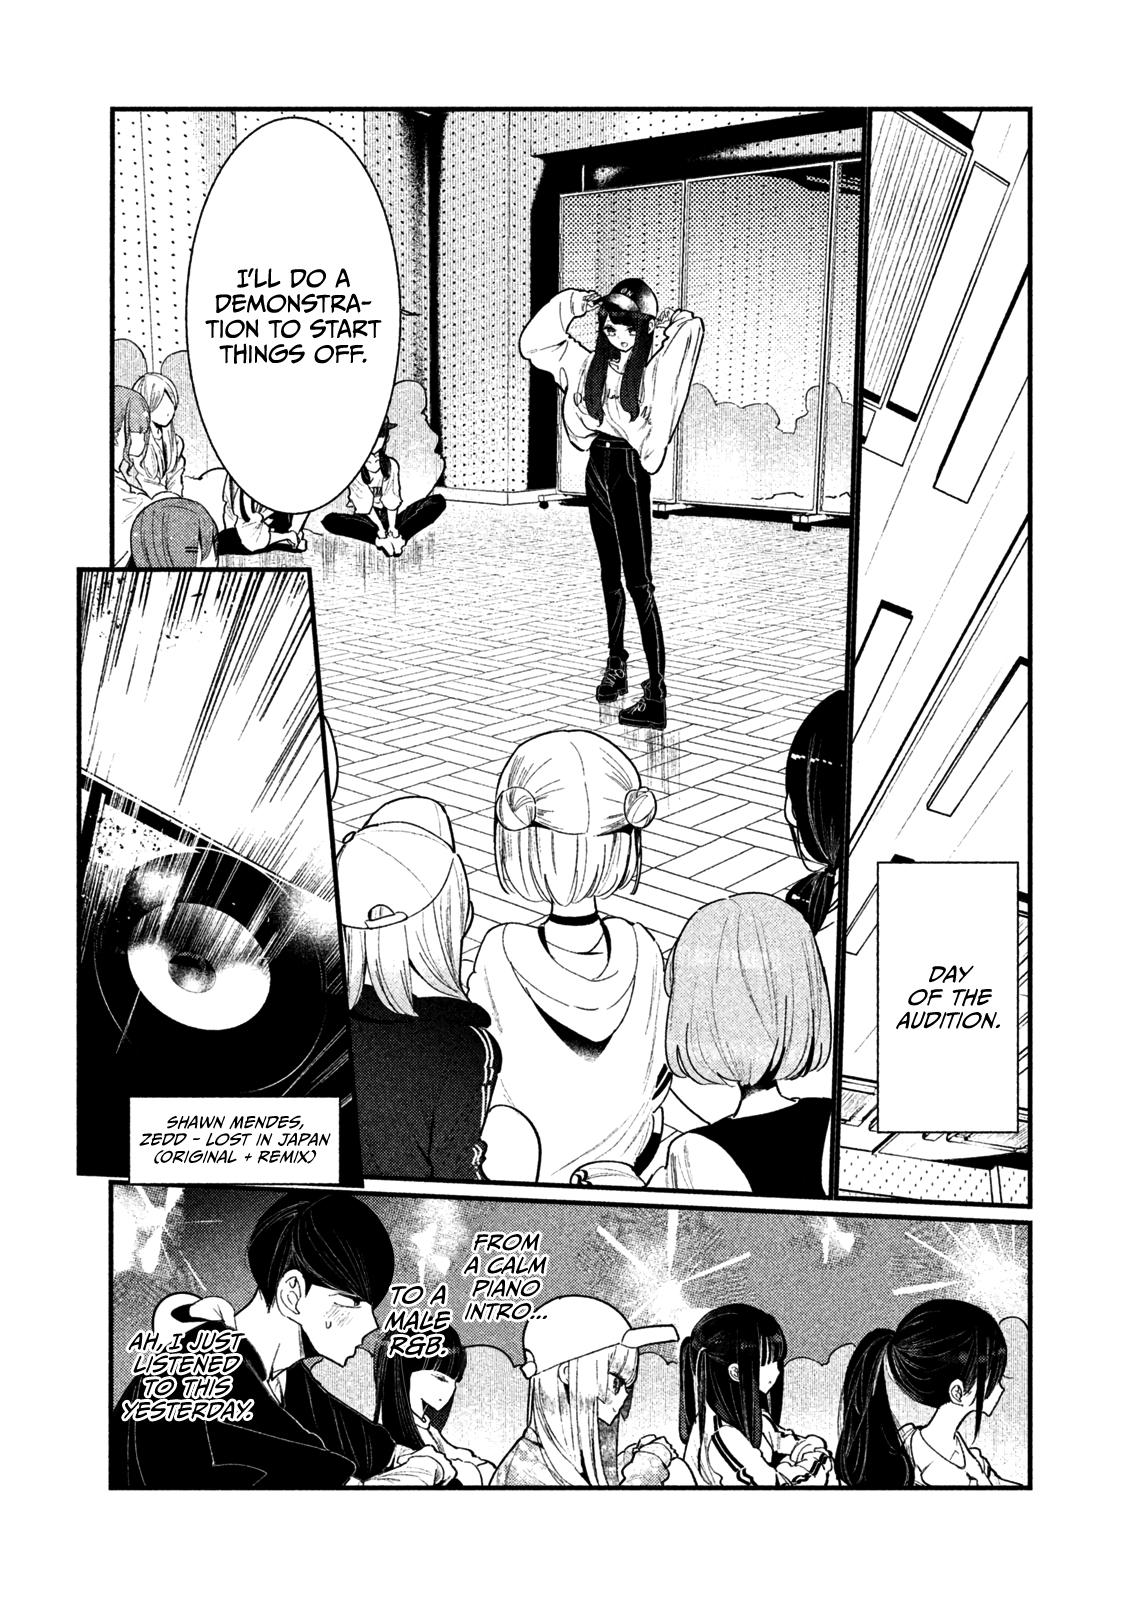 DAY
OF THE
AUDITION.
I'LL DO A
DEMONSTRA-
TION TO START
THINGS OFF.
SHAWN MENDES,
ZEDD - LOST IN JAPAN
(ORIGINAL + REMIX)
FROM
A CALM
PIANO
INTRO...
TO A
MALE
R&B.
AH, I JUST
LISTENED
TO THIS
YESTERDAY.